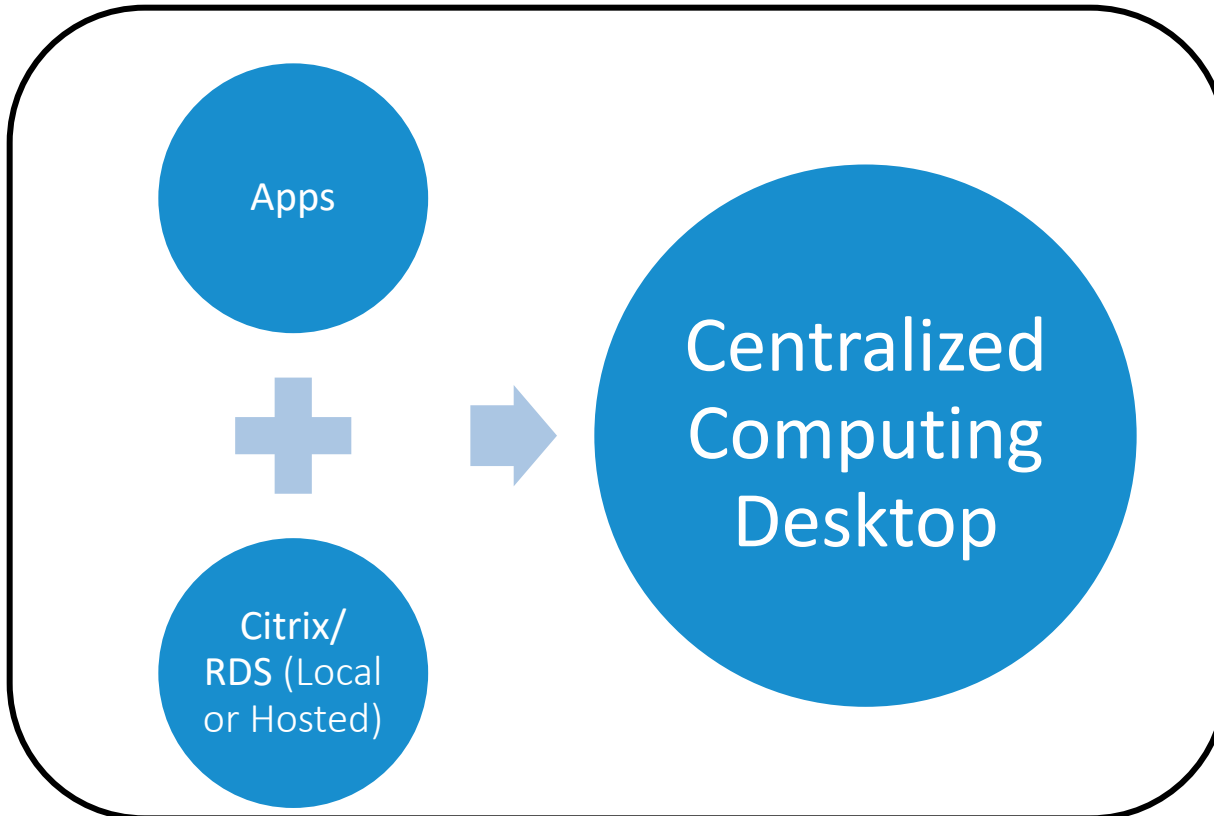 Apps
Citrix/
RDS (Local
or Hosted)
Centralized
Computing
Desktop